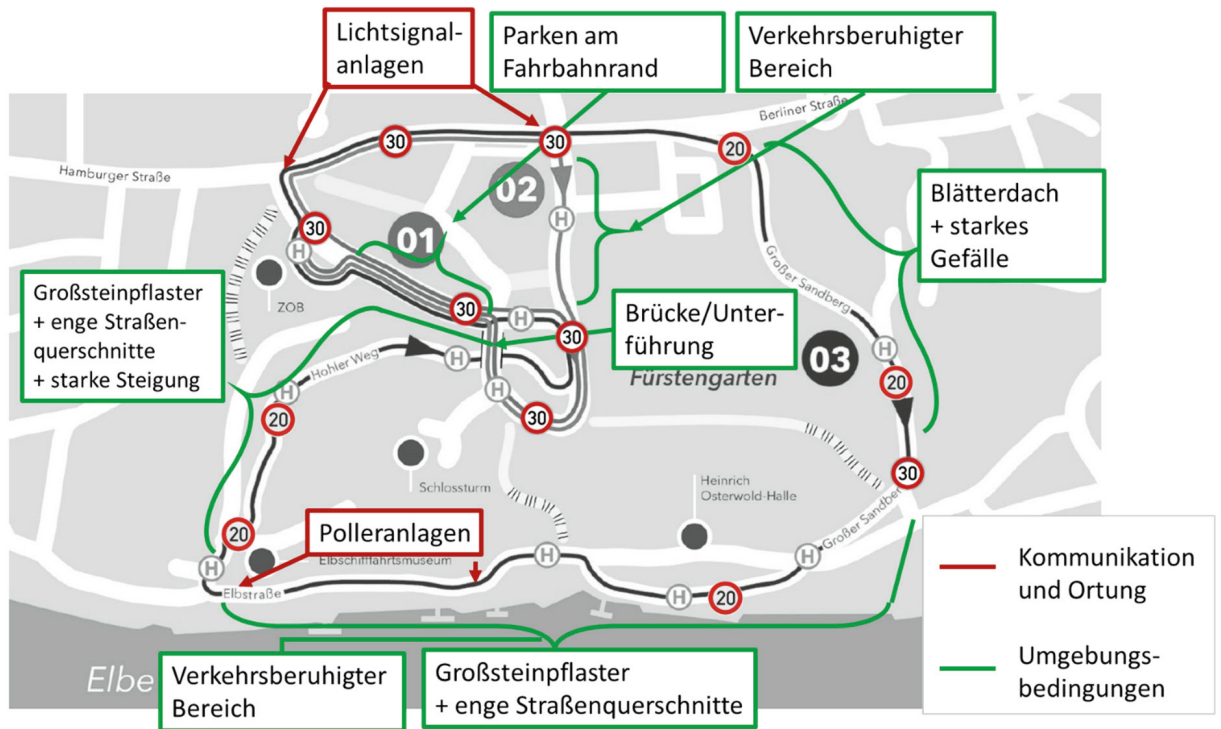 Lichtsignal-
anlagen
Parken am
Fahrbahnrand
Verkehrsberuhigter
Bereich
Berliner Straße
Hamburger Straße
30
30
20
02
H
30
01
H
Blätterdach
+ starkes
Gefälle
Großer Sandberg
ZOB
Großsteinpflaster
+ enge Straßen-
querschnitte
+ starke Steigung
30
H
30
Brücke/Unter-
führung
Fürstengarten
03
H
20
Hohler Weg
H
H
H
20
30
Schlossturm
Heinrich
Osterwold-Halle
30
Großer Sandber
Polleranlagen
20
Elbschifffahrtsmuseum
H
H
H
Elbstraße
H
20
Kommunikation
und Ortung
Umgebungs-
bedingungen
Elbe
Verkehrsberuhigter
Bereich
Großsteinpflaster
+ enge Straßenquerschnitte